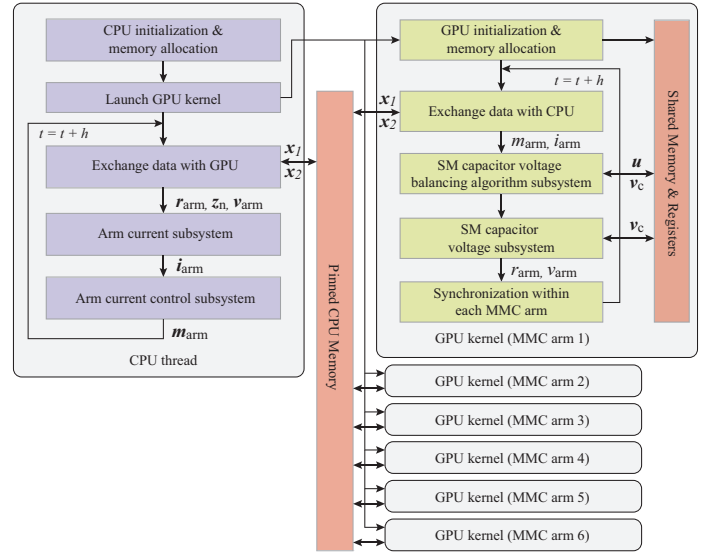 CPU initialization &
memory allocation
Launch GPU kernel
t = t + h
Exchange data with GPU
x1
x2
rarm, zn, varm
Arm current subsystem
iarm
Arm current control subsystem
marm
CPU thread
Pinned CPU Memory
GPU initialization
& memory allocation
t = t + h
x1
x2
Exchange data with CPU
marm, iarm
SM capacitor voltage
balancing algorithm subsystem
u
vc
SM capacitor
voltage subsystem
vc
rarm, varm
Synchronization within
each MMC arm
GPU kernel (MMC arm 1)
Shared Memory & Registers
GPU kernel (MMC arm 2)
GPU kernel (MMC arm 3)
GPU kernel (MMC arm 4)
GPU kernel (MMC arm 5)
GPU kernel (MMC arm 6)